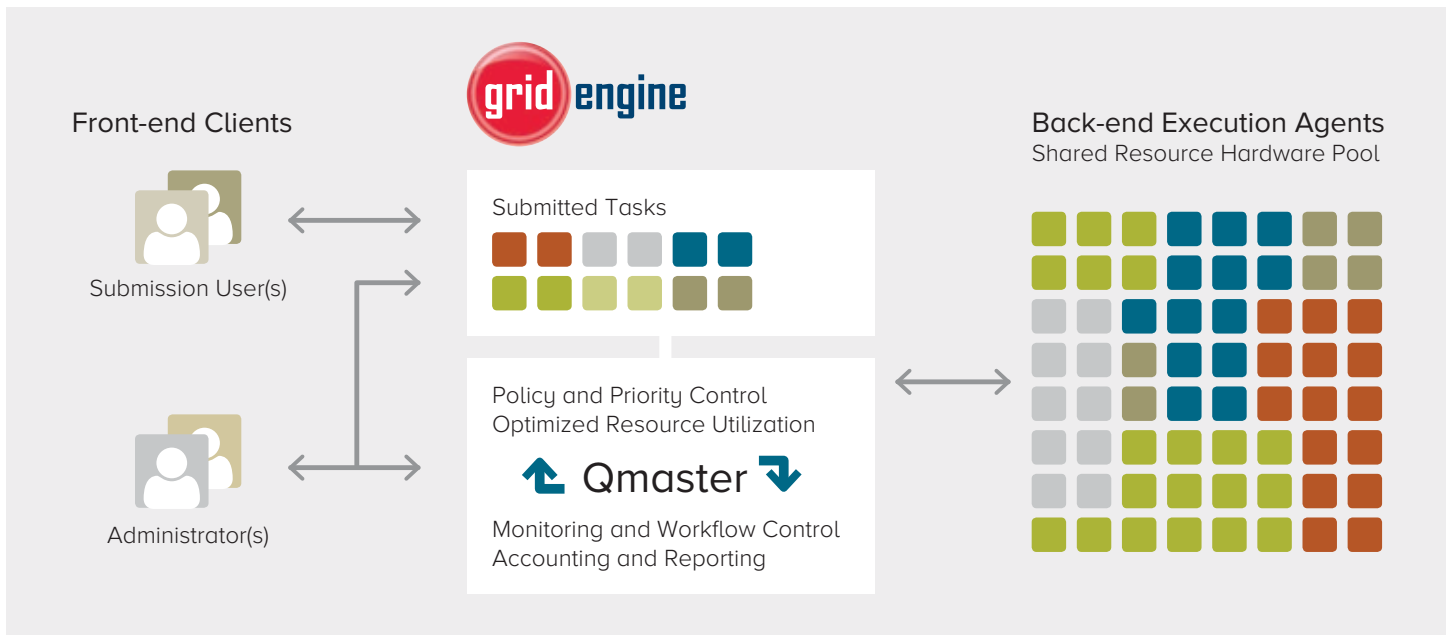 grid engine
Front-end Clients
Submission User(s)
Administrator(s)
Submitted Tasks
Policy and Priority Control
Optimized Resource Utilization
Qmaster
Monitoring and Workflow Control
Accounting and Reporting
Back-end Execution Agents
Shared Resource Hardware Pool